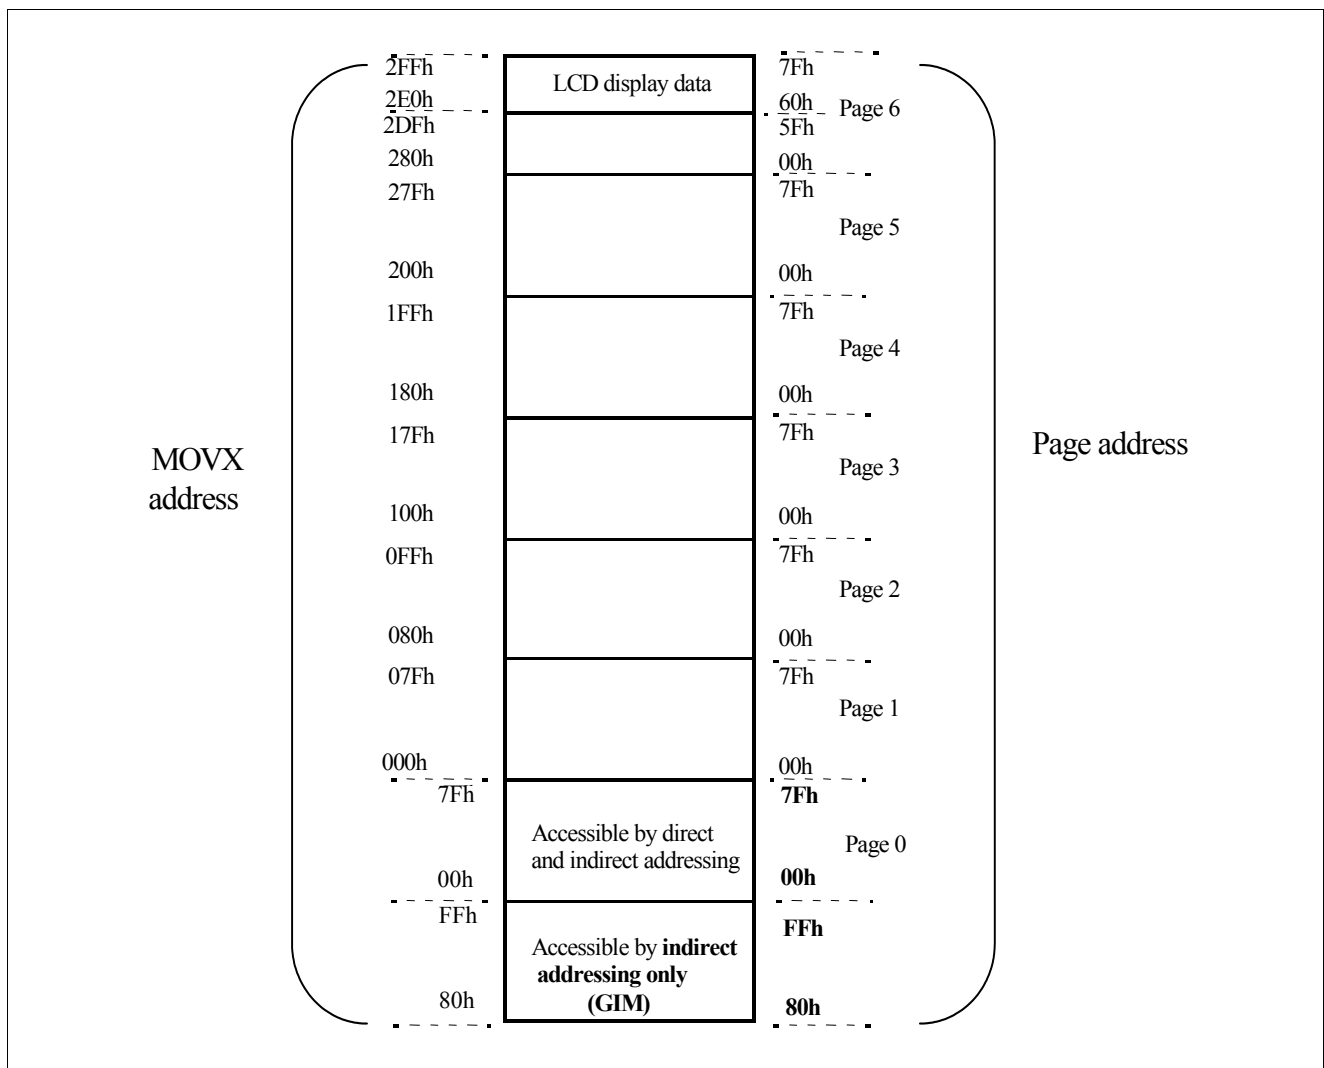 2FFh
LCD display data
7Fh
2E0h
60h
Page 6
2DFh
5Fh
280h
00h
27Fh
7Fh
Page 5
200h
00h
1FFh
7Fh
Page 4
180h
00h
17Fh
7Fh
MOVX
address
Page address
Page 3
100h
00h
0FFh
7Fh
Page 2
080h
00h
07Fh
7Fh
Page 1
000h
00h
7Fh
7Fh
Accessible by direct
and indirect addressing
Page 0
00h
00h
FFh
FFh
Accessible by indirect
addressing only
(GIM)
80h
80h